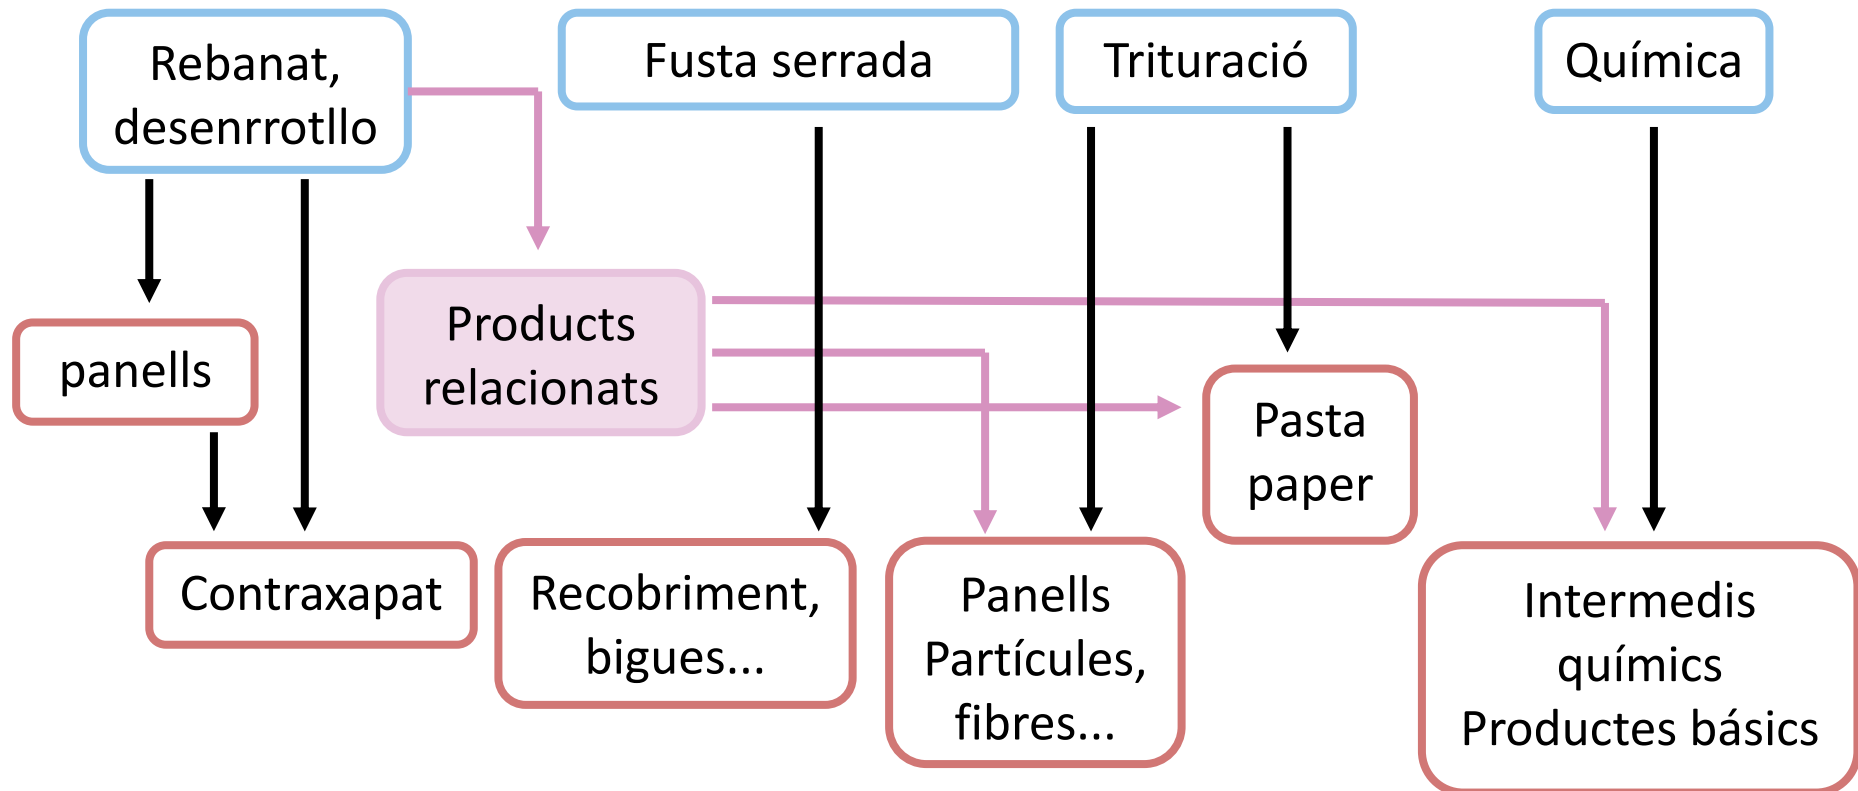 Rebanat,
desenrrotllo
Fusta serrada
Trituració
Química
Products
relacionats
panells
Pasta
paper
Contraxapat
Recobriment,
bigues...
Panells
Partícules,
fibres...
Intermedis
químics
Productes básics